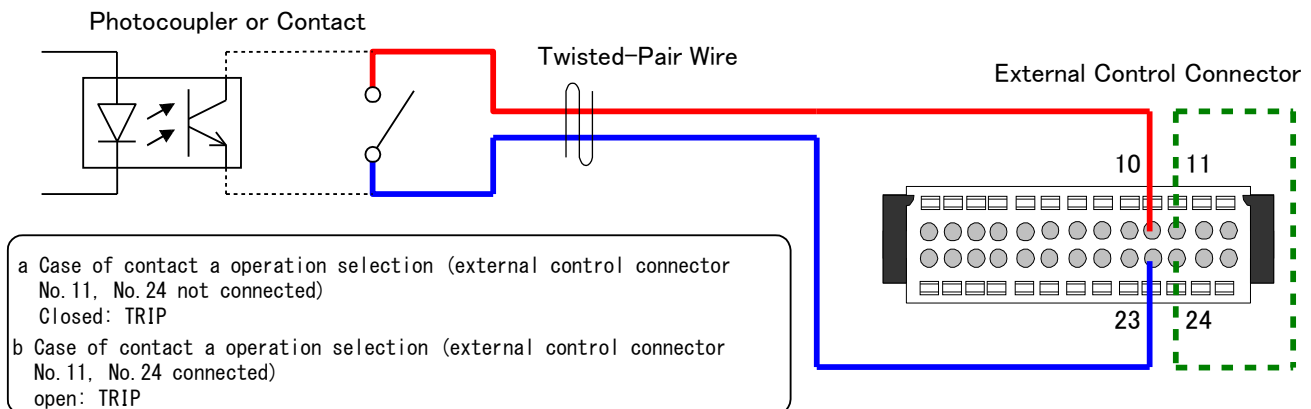 Photocoupler or Contact
Twisted-Pair Wire
External Control Connector
10 11
23 24
a Case of contact a operation selection (external control connector
No.11, No.24 not connected)
Closed: TRIP
b Case of contact a operation selection (external control connector
No.11, No.24 connected)
open: TRIP